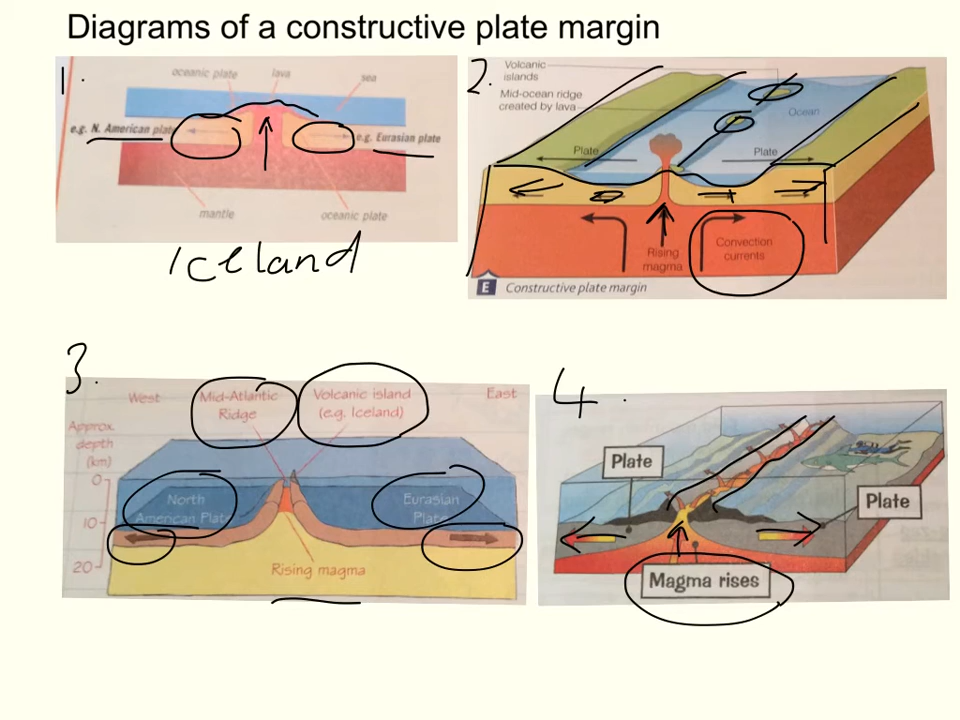 Diagrams of a constructive plate margin
1.
oceanic plate
lava
sea
e.g. N. American plate
e.g. Eurasian plate
mantle
oceanic plate
Iceland
2.
Volcanic
islands
Mid-ocean ridge
created by lava
Ocean
Plate
Plate
Rising
magma
Convection
currents
E Constructive plate margin
3.
West
Mid-Atlantic
Ridge
Volcanic island
(e.g. Iceland)
East
Approx.
depth
(km)
0
10
20
North
American Plate
Eurasian
Plate
Rising magma
4.
Plate
Plate
Magma rises